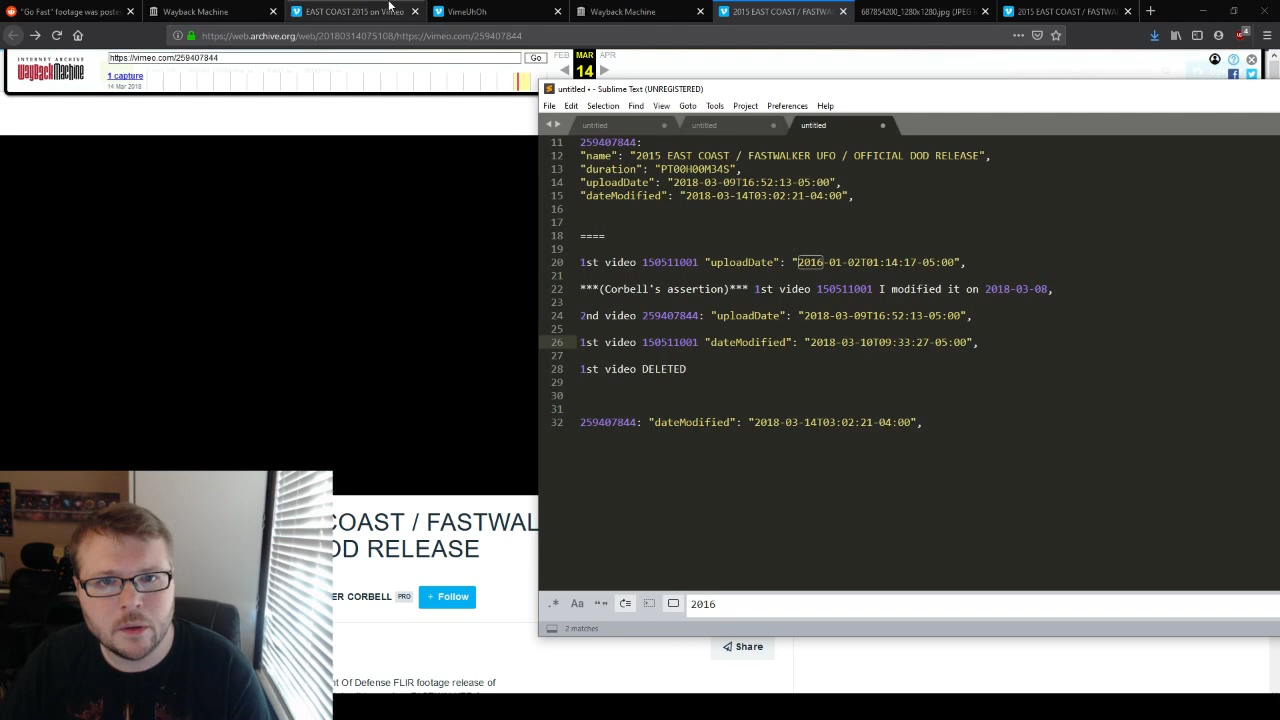 "Go Fast" footage was poste
Wayback Machine
EAST COAST 2015 on Vimeo
VimeUhOh
Wayback Machine
2015 EAST COAST / FASTWA
687854200_1280x1280.jpg (JPEG I
2015 EAST COAST / FASTWA
https://web.archive.org/web/20180314075108/https://vimeo.com/259407844
INTERNET ARCHIVE
WayBackMachine
https://vimeo.com/259407844
Go
FEB
MAR
APR
1 capture
14
14 Mar 2018
untitled • - Sublime Text (UNREGISTERED)
File Edit Selection Find View Goto Tools Project Preferences Help
untitled
untitled
untitled
11 259407844:
12 "name": "2015 EAST COAST / FASTWALKER UFO / OFFICIAL DOD RELEASE",
13 "duration": "PT00H00M34S",
14 "uploadDate": "2018-03-09T16:52:13-05:00",
15 "dateModified": "2018-03-14T03:02:21-04:00",
16
17
18 ====
19
20 1st video 150511001 "uploadDate": "2016-01-02T01:14:17-05:00",
21
22 ***(Corbell's assertion)*** 1st video 150511001 I modified it on 2018-03-08,
23
24 2nd video 259407844: "uploadDate": "2018-03-09T16:52:13-05:00",
25
26 1st video 150511001 "dateModified": "2018-03-10T09:33:27-05:00",
27
28 1st video DELETED
29
30
31
32 259407844: "dateModified": "2018-03-14T03:02:21-04:00",
COAST / FASTWAL
OD RELEASE
ER CORBELL PRO + Follow
.* Aa “” 2016
2 matches
Share
t Of Defense FLIR footage release of